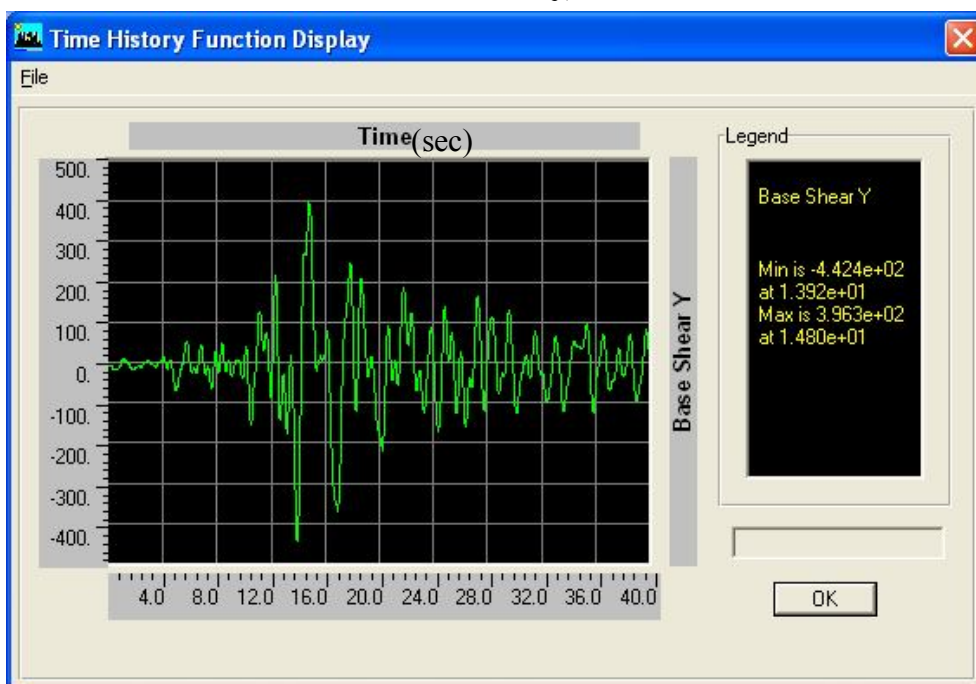 Time History Function Display
File
Time(sec)
500.
400.
300.
200.
100.
0.
-100.
-200.
-300.
-400.
Base Shear Y
4.0 8.0 12.0 16.0 20.0 24.0 28.0 32.0 36.0 40.0
Legend
Base Shear Y
Min is -4.424e+02
at 1.392e+01
Max is 3.963e+02
at 1.480e+01
OK